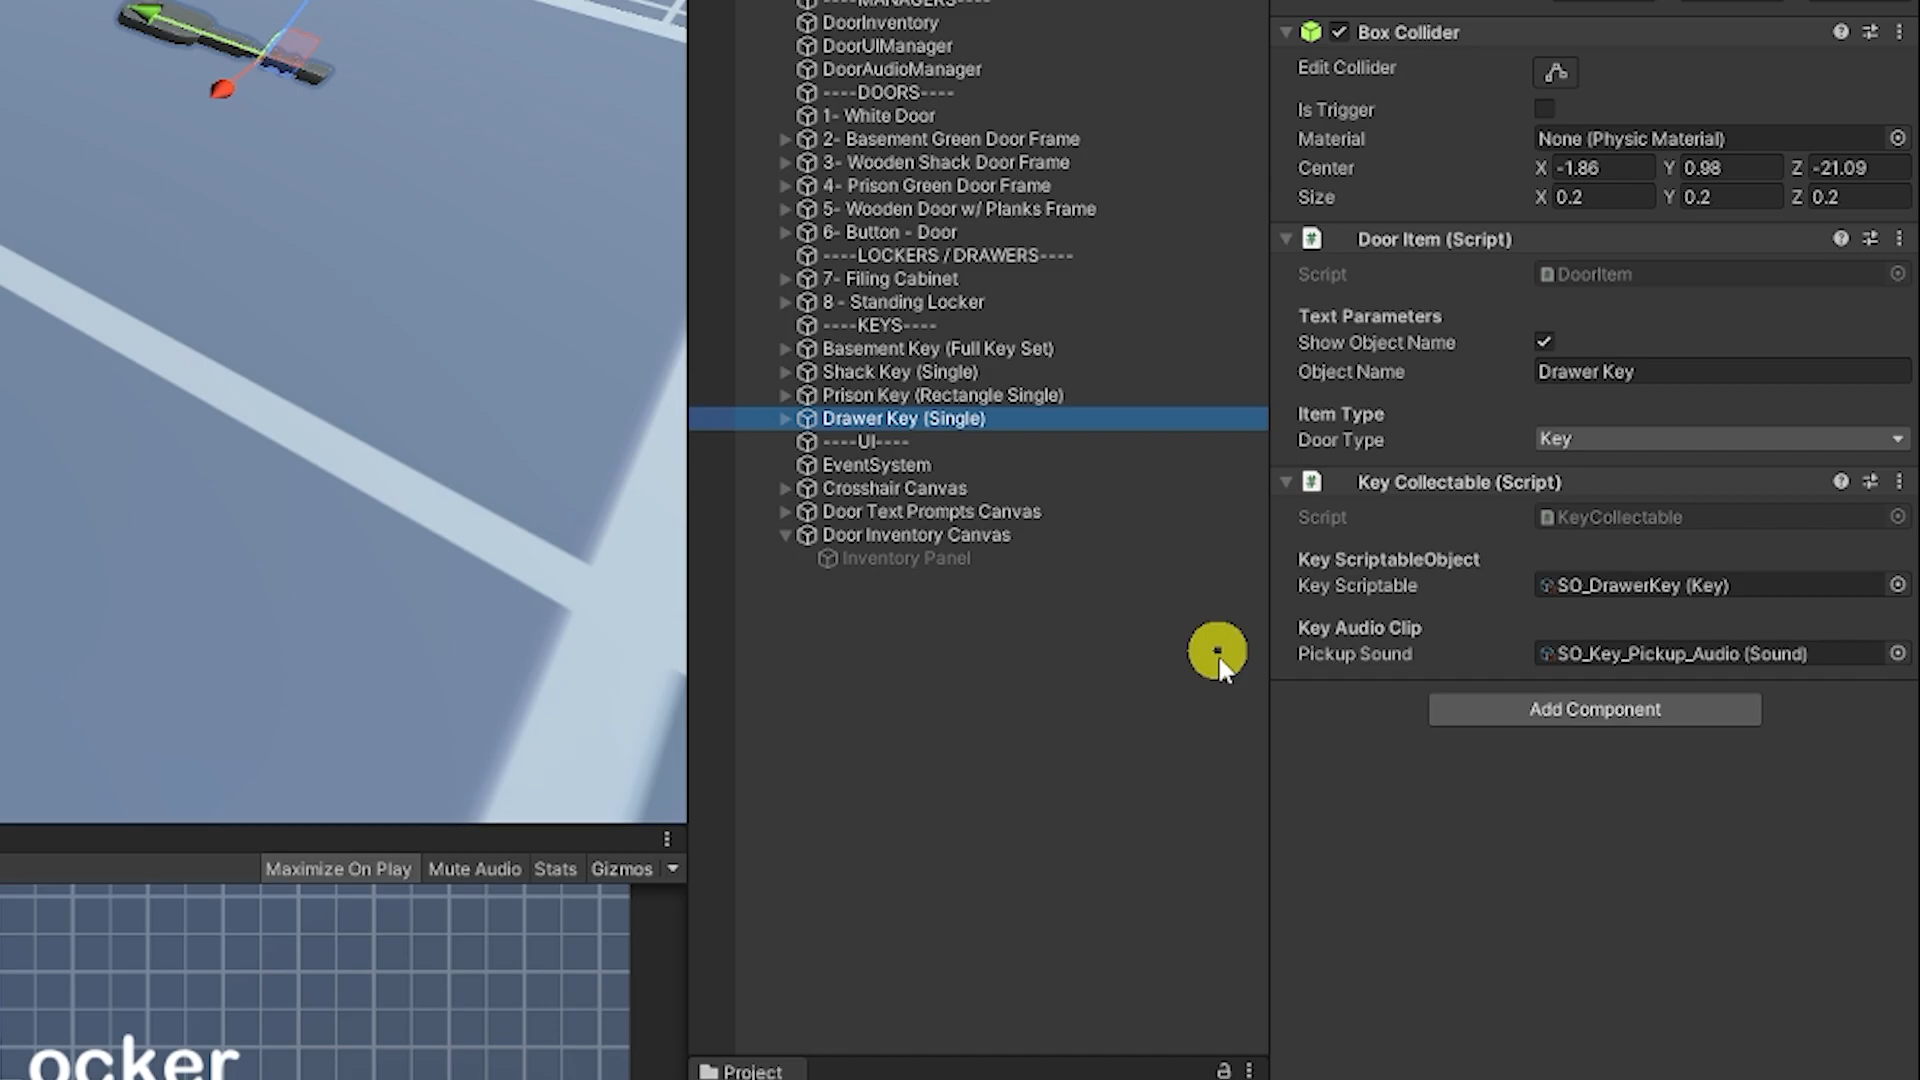 ----MANAGERS----
DoorInventory
DoorUIManager
DoorAudioManager
----DOORS----
1- White Door
2- Basement Green Door Frame
3- Wooden Shack Door Frame
4- Prison Green Door Frame
5- Wooden Door w/ Planks Frame
6- Button - Door
----LOCKERS / DRAWERS----
7- Filing Cabinet
8 - Standing Locker
----KEYS----
Basement Key (Full Key Set)
Shack Key (Single)
Prison Key (Rectangle Single)
Drawer Key (Single)
----UI----
EventSystem
Crosshair Canvas
Door Text Prompts Canvas
Door Inventory Canvas
Inventory Panel
Box Collider
Edit Collider
Is Trigger
Material None (Physic Material)
Center X -1.86 Y 0.98 Z -21.09
Size X 0.2 Y 0.2 Z 0.2
# Door Item (Script)
Script DoorItem
Text Parameters
Show Object Name
Object Name Drawer Key
Item Type
Door Type Key
# Key Collectable (Script)
Script KeyCollectable
Key ScriptableObject
Key Scriptable SO_DrawerKey (Key)
Key Audio Clip
Pickup Sound SO_Key_Pickup_Audio (Sound)
Add Component
Maximize On Play Mute Audio Stats Gizmos
ocker
Project